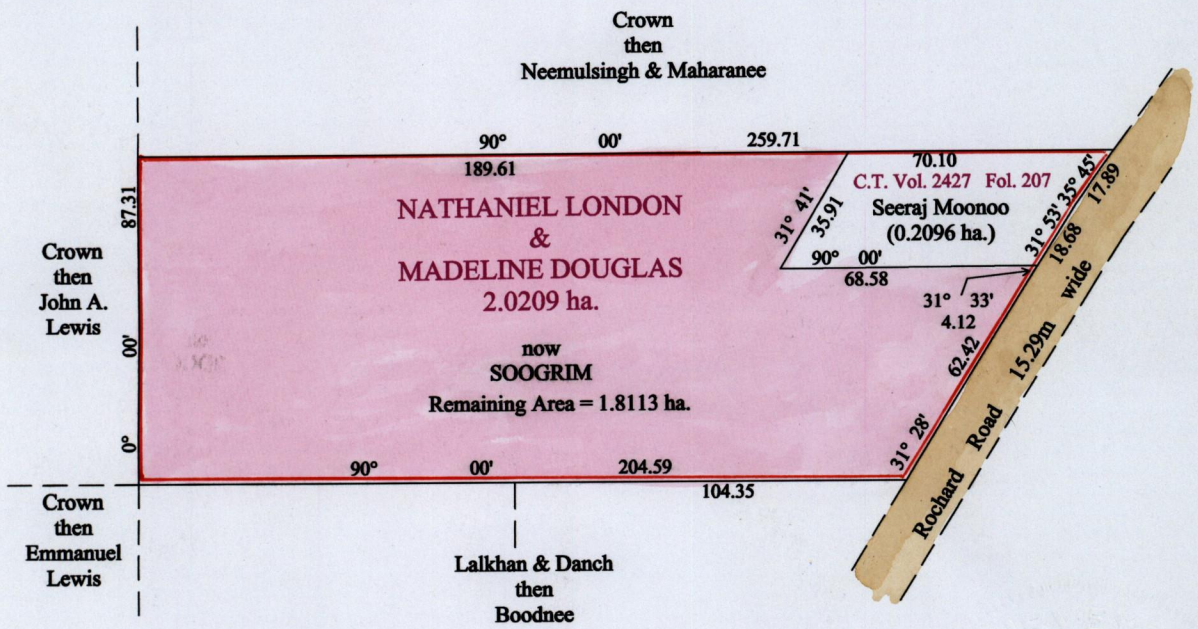 Crown
then
Neemulsingh & Maharanee
90° 00' 259.71
189.61
70.10
C.T. Vol. 2427 Fol. 207
Seeraj Moonoo
(0.2096 ha.)
31° 41'
35.91
90° 00'
68.58
35° 45'
17.89
31° 53'
18.68
31° 33'
4.12
62.42
31° 28'
87.31
00'
0°
NATHANIEL LONDON
&
MADELINE DOUGLAS
2.0209 ha.
now
SOOGRIM
Remaining Area = 1.8113 ha.
90° 00' 204.59
104.35
Crown
then
John A.
Lewis
Crown
then
Emmanuel
Lewis
Lalkhan & Danch
then
Boodnee
Rochard Road 15.29m wide